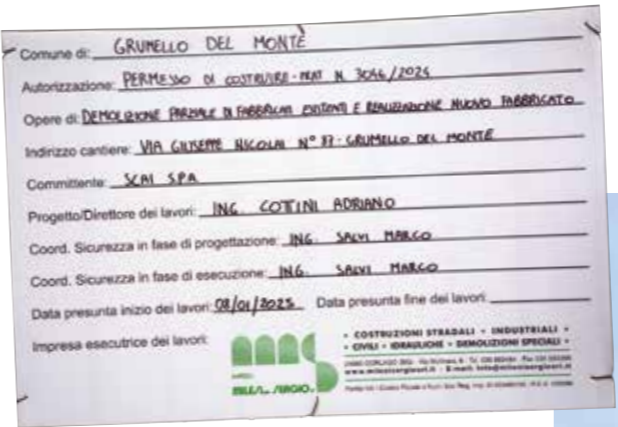 Comune di: GRUMELLO DEL MONTE
Autorizzazione: PERMESSO DI COSTRUIRE - PRAT N. 3046/2024
Opere di: DEMOLIZIONE PARZIALE DI FABBRICATI ESISTENTI E REALIZZAZIONE NUOVO FABBRICATO
Indirizzo cantiere: VIA GIUSEPPE NICOLAI N° 87 - GRUMELLO DEL MONTE
Committente: SCAI SPA
Progetto/Direttore dei lavori: ING. COTTINI ADRIANO
Coord. Sicurezza in fase di progettazione: ING. SALVI MARCO
Coord. Sicurezza in fase di esecuzione: ING. SALVI MARCO
Data presunta inizio dei lavori: 08/01/2025 Data presunta fine dei lavori:
Impresa esecutrice dei lavori:
• COSTRUZIONI STRADALI • INDUSTRIALI •
• CIVILI • IDRAULICHE • DEMOLIZIONI SPECIALI •
SERGIO